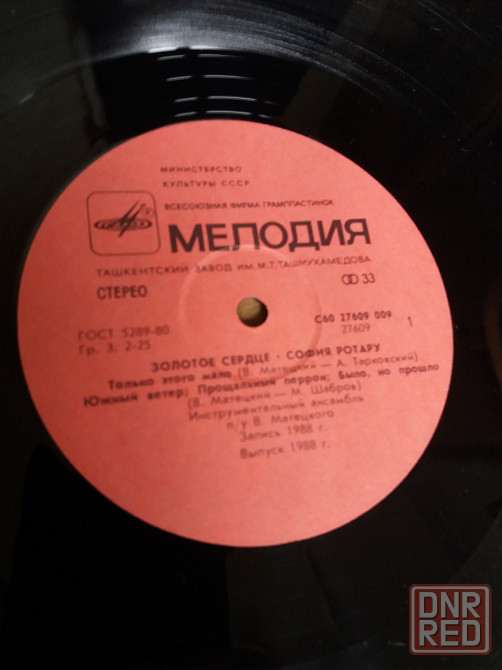 МИНИСТЕРСТВО
КУЛЬТУРЫ СССР
ВСЕСОЮЗНАЯ ФИРМА ГРАМПЛАСТИНОК
МЕЛОДИЯ
ТАШКЕНТСКИЙ ЗАВОД ИМ. М.Т. ТАШМУХАМЕДОВА
СТЕРЕО
33
ГОСТ 5289-80
Гр. 3. 2-25
С60 27609 009
27609
1
ЗОЛОТОЕ СЕРДЦЕ · СОФИЯ РОТАРУ
Только этого мало (В. Матецкий — А. Тарковский)
Южный ветер; Прощальный перрон; Было, но прошло
(В. Матецкий — М. Шабров)
Инструментальный ансамбль
п/у В. Матецкого
Запись 1988 г.
Выпуск 1988 г.
DNR
RED